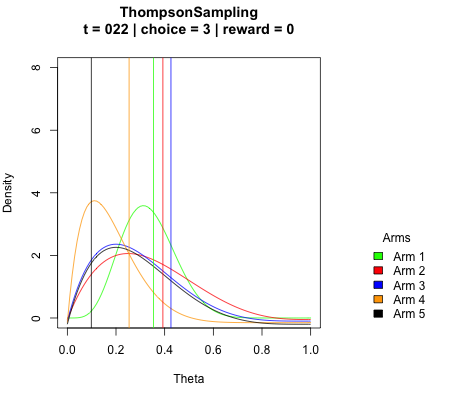 ThompsonSampling
t = 022 | choice = 3 | reward = 0
Density
8
6
4
2
0
0.0 0.2 0.4 0.6 0.8 1.0
Theta
Arms
Arm 1
Arm 2
Arm 3
Arm 4
Arm 5